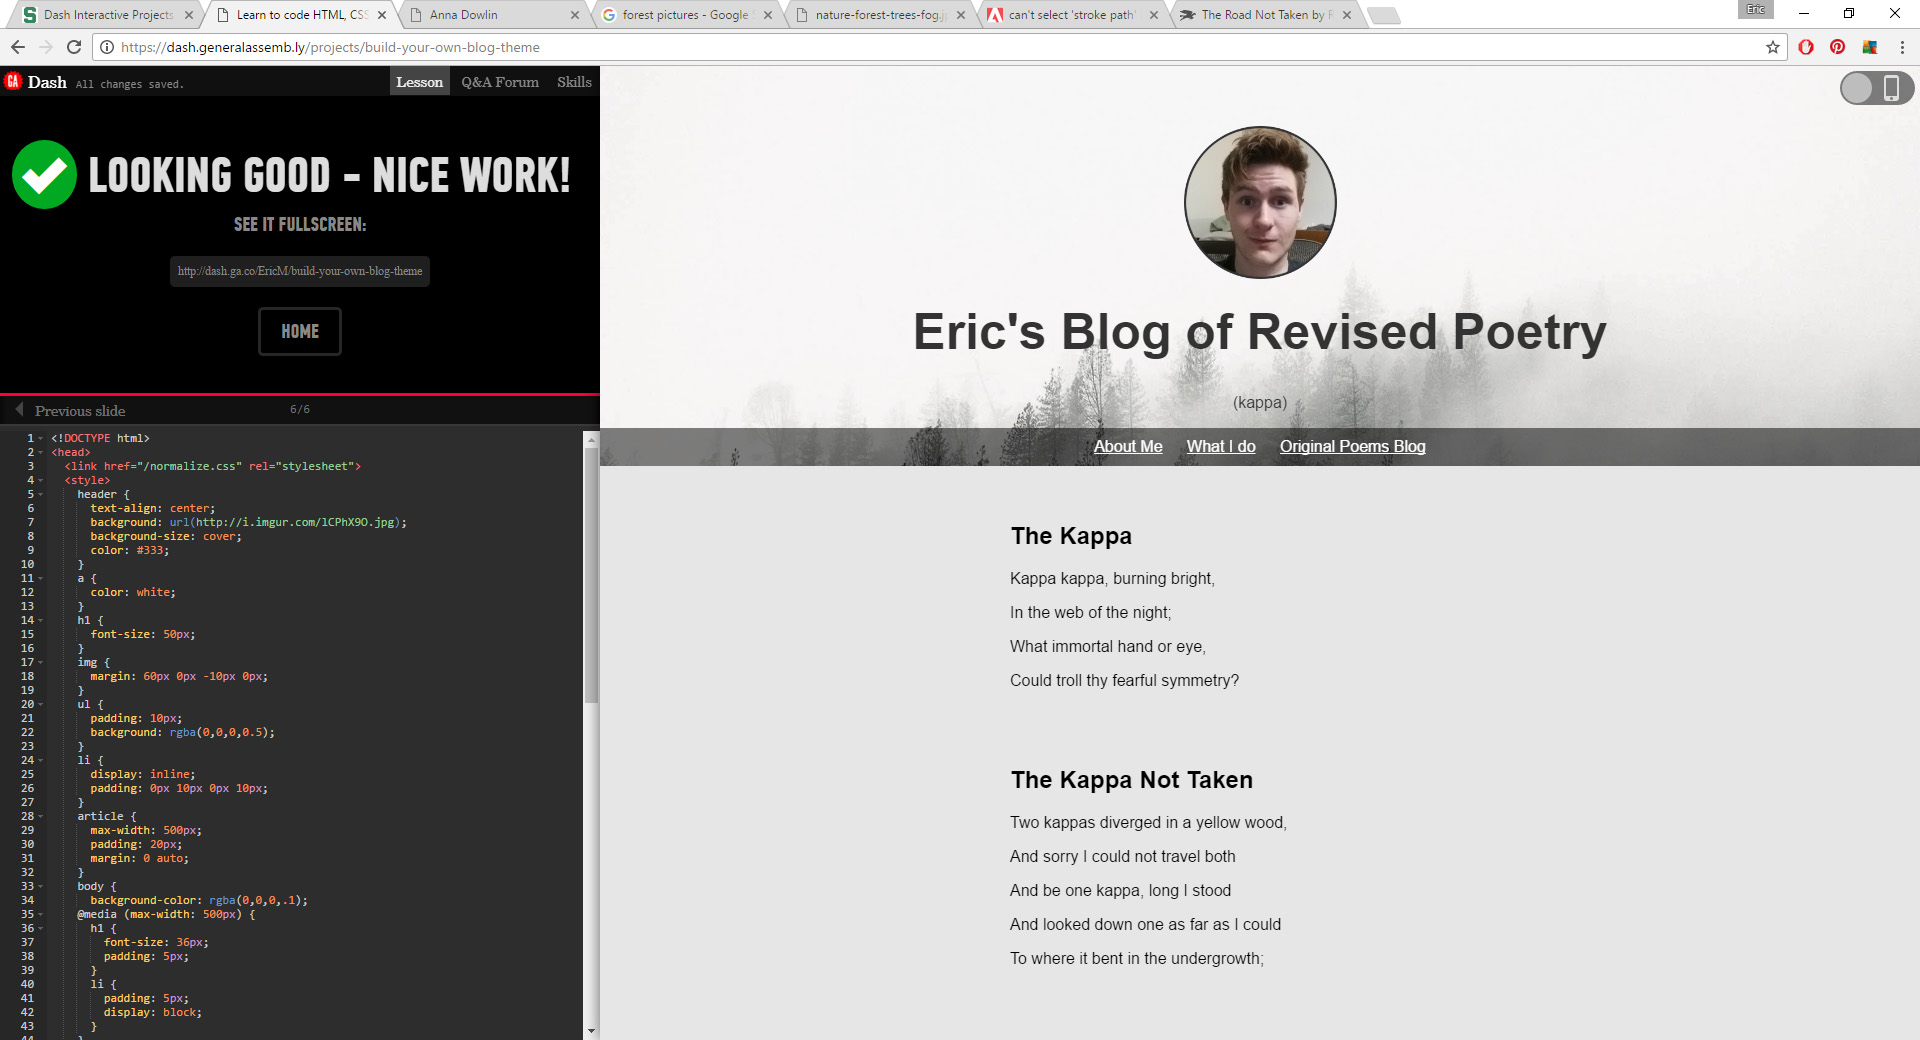 Dash Interactive Projects
Learn to code HTML, CSS
Anna Dowlin
forest pictures - Google
nature-forest-trees-fog.j
can't select 'stroke path'
The Road Not Taken by R
Eric
https://dash.generalassemb.ly/projects/build-your-own-blog-theme
GA Dash All changes saved.
Lesson Q&A Forum Skills
LOOKING GOOD - NICE WORK!
SEE IT FULLSCREEN:
http://dash.ga.co/EricM/build-your-own-blog-theme
HOME
Previous slide 6/6
1 <!DOCTYPE html>
2 <head>
3 <link href="/normalize.css" rel="stylesheet">
4 <style>
5 header {
6 text-align: center;
7 background: url(http://i.imgur.com/lCPhX9O.jpg);
8 background-size: cover;
9 color: #333;
10 }
11 a {
12 color: white;
13 }
14 h1 {
15 font-size: 50px;
16 }
17 img {
18 margin: 60px 0px -10px 0px;
19 }
20 ul {
21 padding: 10px;
22 background: rgba(0,0,0,0.5);
23 }
24 li {
25 display: inline;
26 padding: 0px 10px 0px 10px;
27 }
28 article {
29 max-width: 500px;
30 padding: 20px;
31 margin: 0 auto;
32 }
33 body {
34 background-color: rgba(0,0,0,.1);
35 @media (max-width: 500px) {
36 h1 {
37 font-size: 36px;
38 padding: 5px;
39 }
40 li {
41 padding: 5px;
42 display: block;
43 }
Eric's Blog of Revised Poetry
(kappa)
About Me What I do Original Poems Blog
The Kappa
Kappa kappa, burning bright,
In the web of the night;
What immortal hand or eye,
Could troll thy fearful symmetry?
The Kappa Not Taken
Two kappas diverged in a yellow wood,
And sorry I could not travel both
And be one kappa, long I stood
And looked down one as far as I could
To where it bent in the undergrowth;